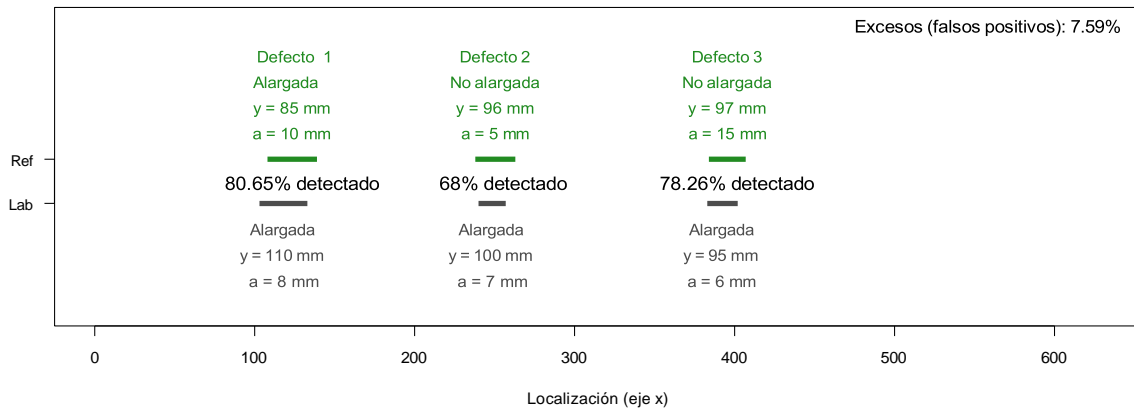 Excesos (falsos positivos): 7.59%
Defecto 1
Alargada
y = 85 mm
a = 10 mm
Defecto 2
No alargada
y = 96 mm
a = 5 mm
Defecto 3
No alargada
y = 97 mm
a = 15 mm
Ref
80.65% detectado
68% detectado
78.26% detectado
Lab
Alargada
y = 110 mm
a = 8 mm
Alargada
y = 100 mm
a = 7 mm
Alargada
y = 95 mm
a = 6 mm
0 100 200 300 400 500 600
Localización (eje x)